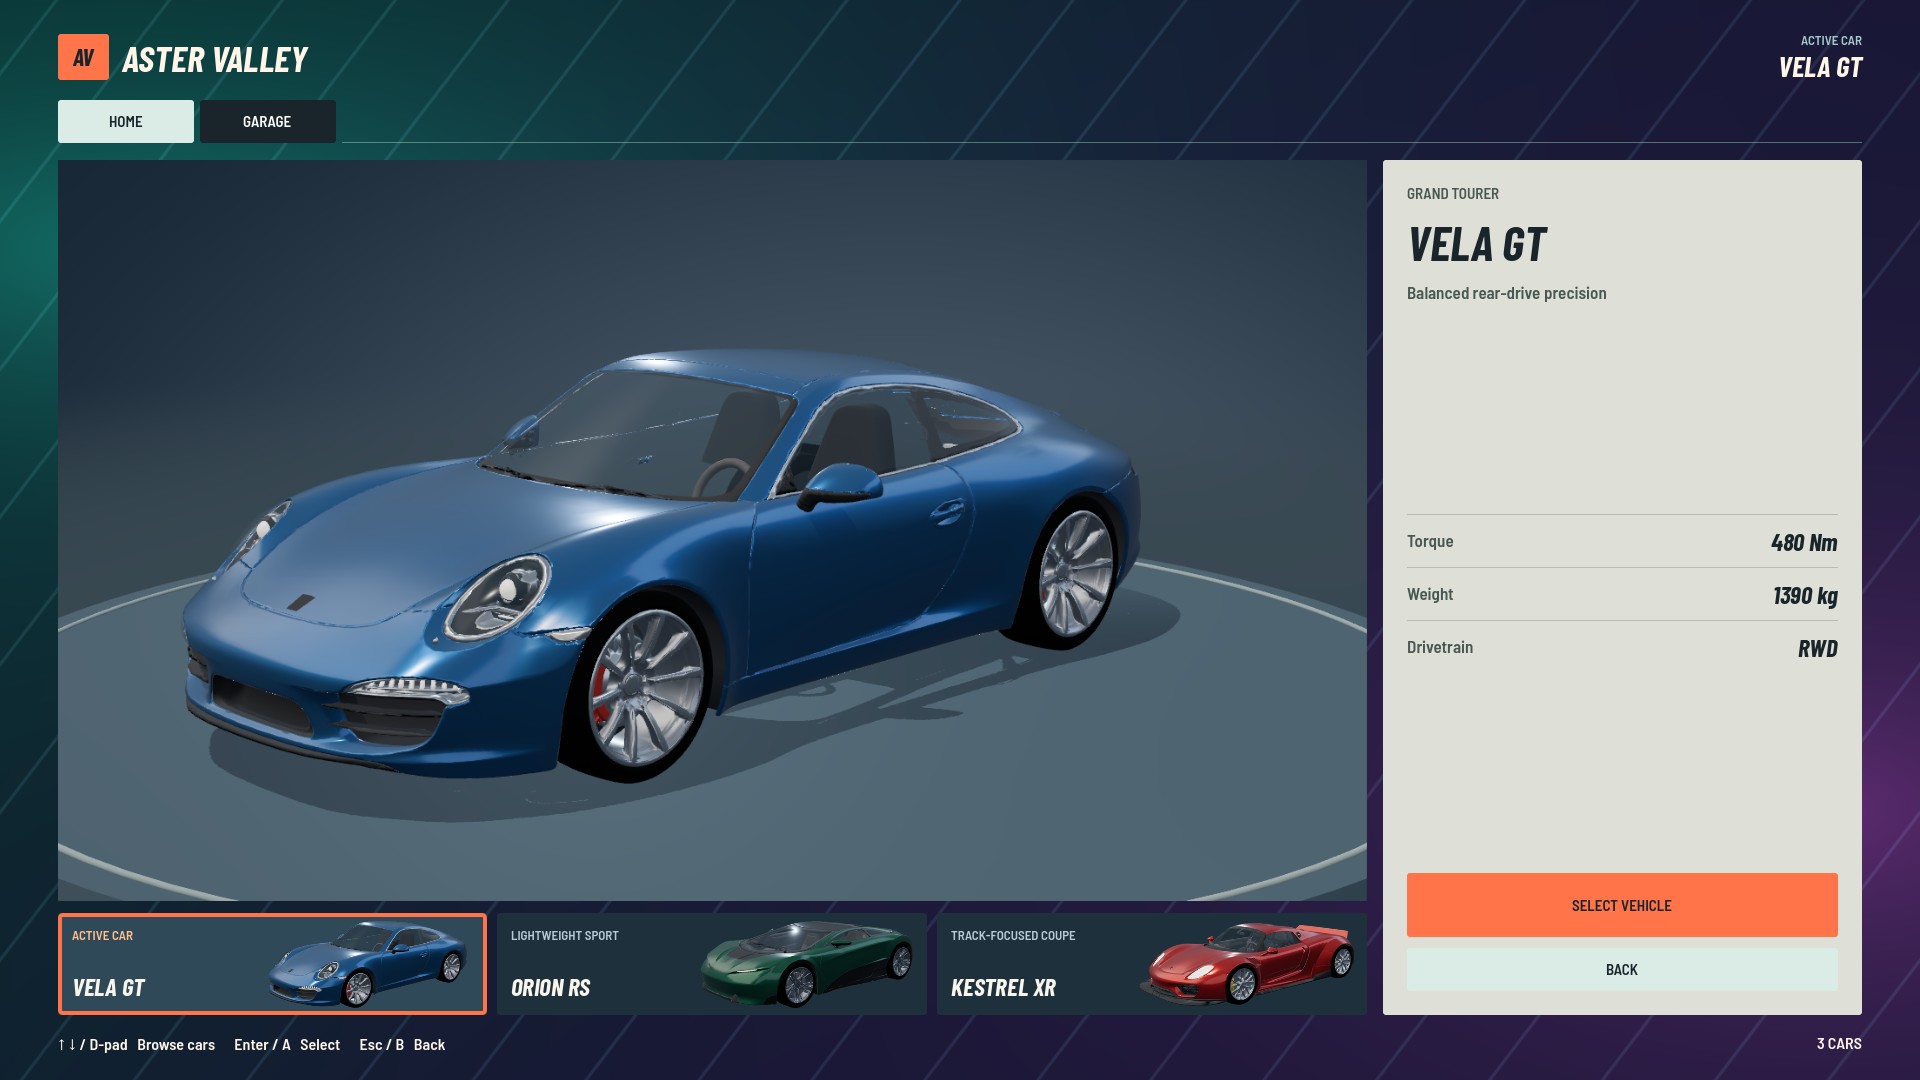 AV
ASTER VALLEY
ACTIVE CAR
VELA GT
HOME
GARAGE
GRAND TOURER
VELA GT
Balanced rear-drive precision
Torque
480 Nm
Weight
1390 kg
Drivetrain
RWD
SELECT VEHICLE
BACK
ACTIVE CAR
VELA GT
LIGHTWEIGHT SPORT
ORION RS
TRACK-FOCUSED COUPE
KESTREL XR
↑ ↓ / D-pad Browse cars Enter / A Select Esc / B Back
3 CARS